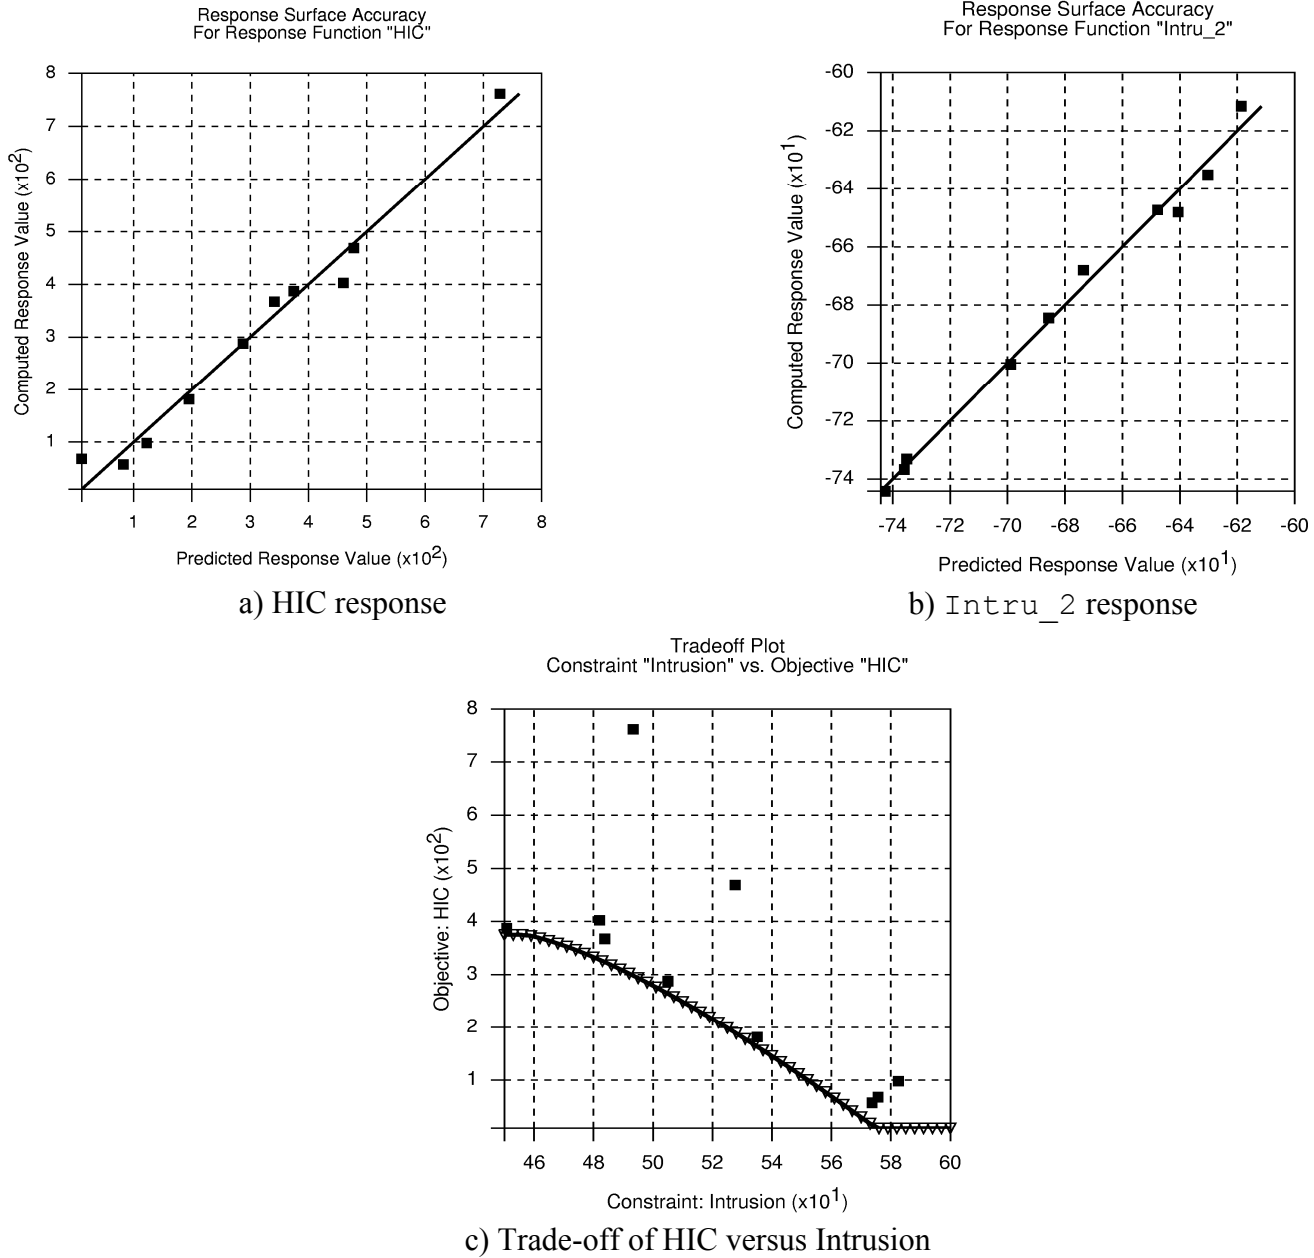 Response Surface Accuracy
For Response Function "HIC"
8
7
6
5
4
3
2
1
Computed Response Value (x102)
1 2 3 4 5 6 7 8
Predicted Response Value (x102)
a) HIC response
Response Surface Accuracy
For Response Function "Intru_2"
-60
-62
-64
-66
-68
-70
-72
-74
Computed Response Value (x101)
-74 -72 -70 -68 -66 -64 -62 -60
Predicted Response Value (x101)
b) Intru_2 response
Tradeoff Plot
Constraint "Intrusion" vs. Objective "HIC"
8
7
6
5
4
3
2
1
Objective: HIC (x102)
46 48 50 52 54 56 58 60
Constraint: Intrusion (x101)
c) Trade-off of HIC versus Intrusion